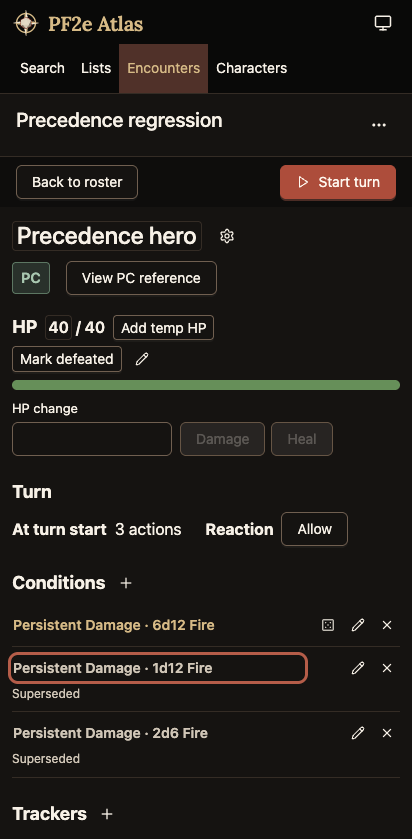 PF2e Atlas
Search Lists Encounters Characters
Precedence regression
...
Back to roster Start turn
Precedence hero
PC View PC reference
HP 40 / 40 Add temp HP
Mark defeated
HP change
Damage Heal
Turn
At turn start 3 actions Reaction Allow
Conditions +
Persistent Damage · 6d12 Fire
Persistent Damage · 1d12 Fire
Superseded
Persistent Damage · 2d6 Fire
Superseded
Trackers +